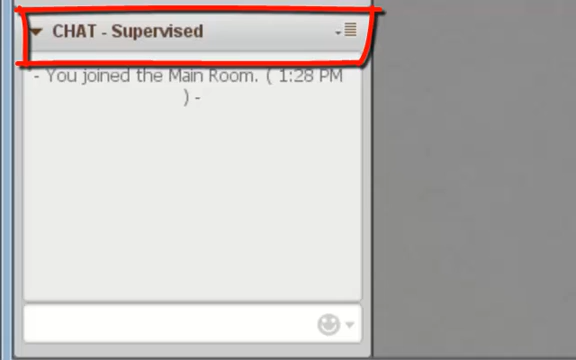 CHAT - Supervised
- You joined the Main Room. ( 1:28 PM
) -